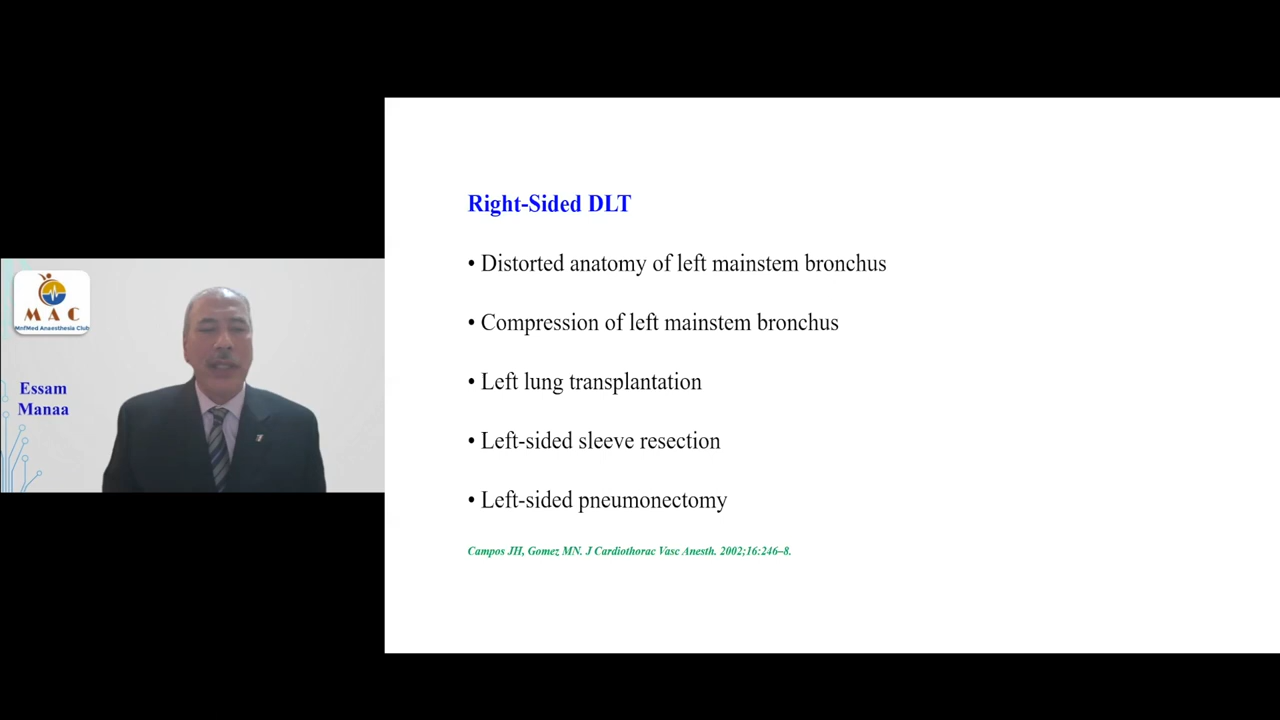 M A C
MnfMed Anaesthesia Club
Essam
Manaa
Right-Sided DLT
• Distorted anatomy of left mainstem bronchus
• Compression of left mainstem bronchus
• Left lung transplantation
• Left-sided sleeve resection
• Left-sided pneumonectomy
Campos JH, Gomez MN. J Cardiothorac Vasc Anesth. 2002;16:246–8.